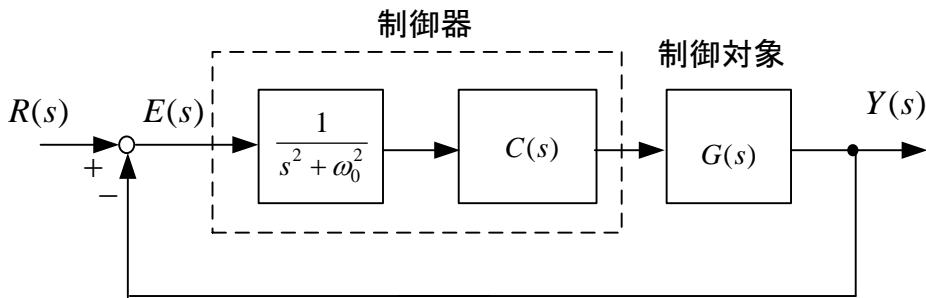 制御器
制御対象
R(s)
E(s)
Y(s)
1
s² + ω₀²
C(s)
G(s)
+
−